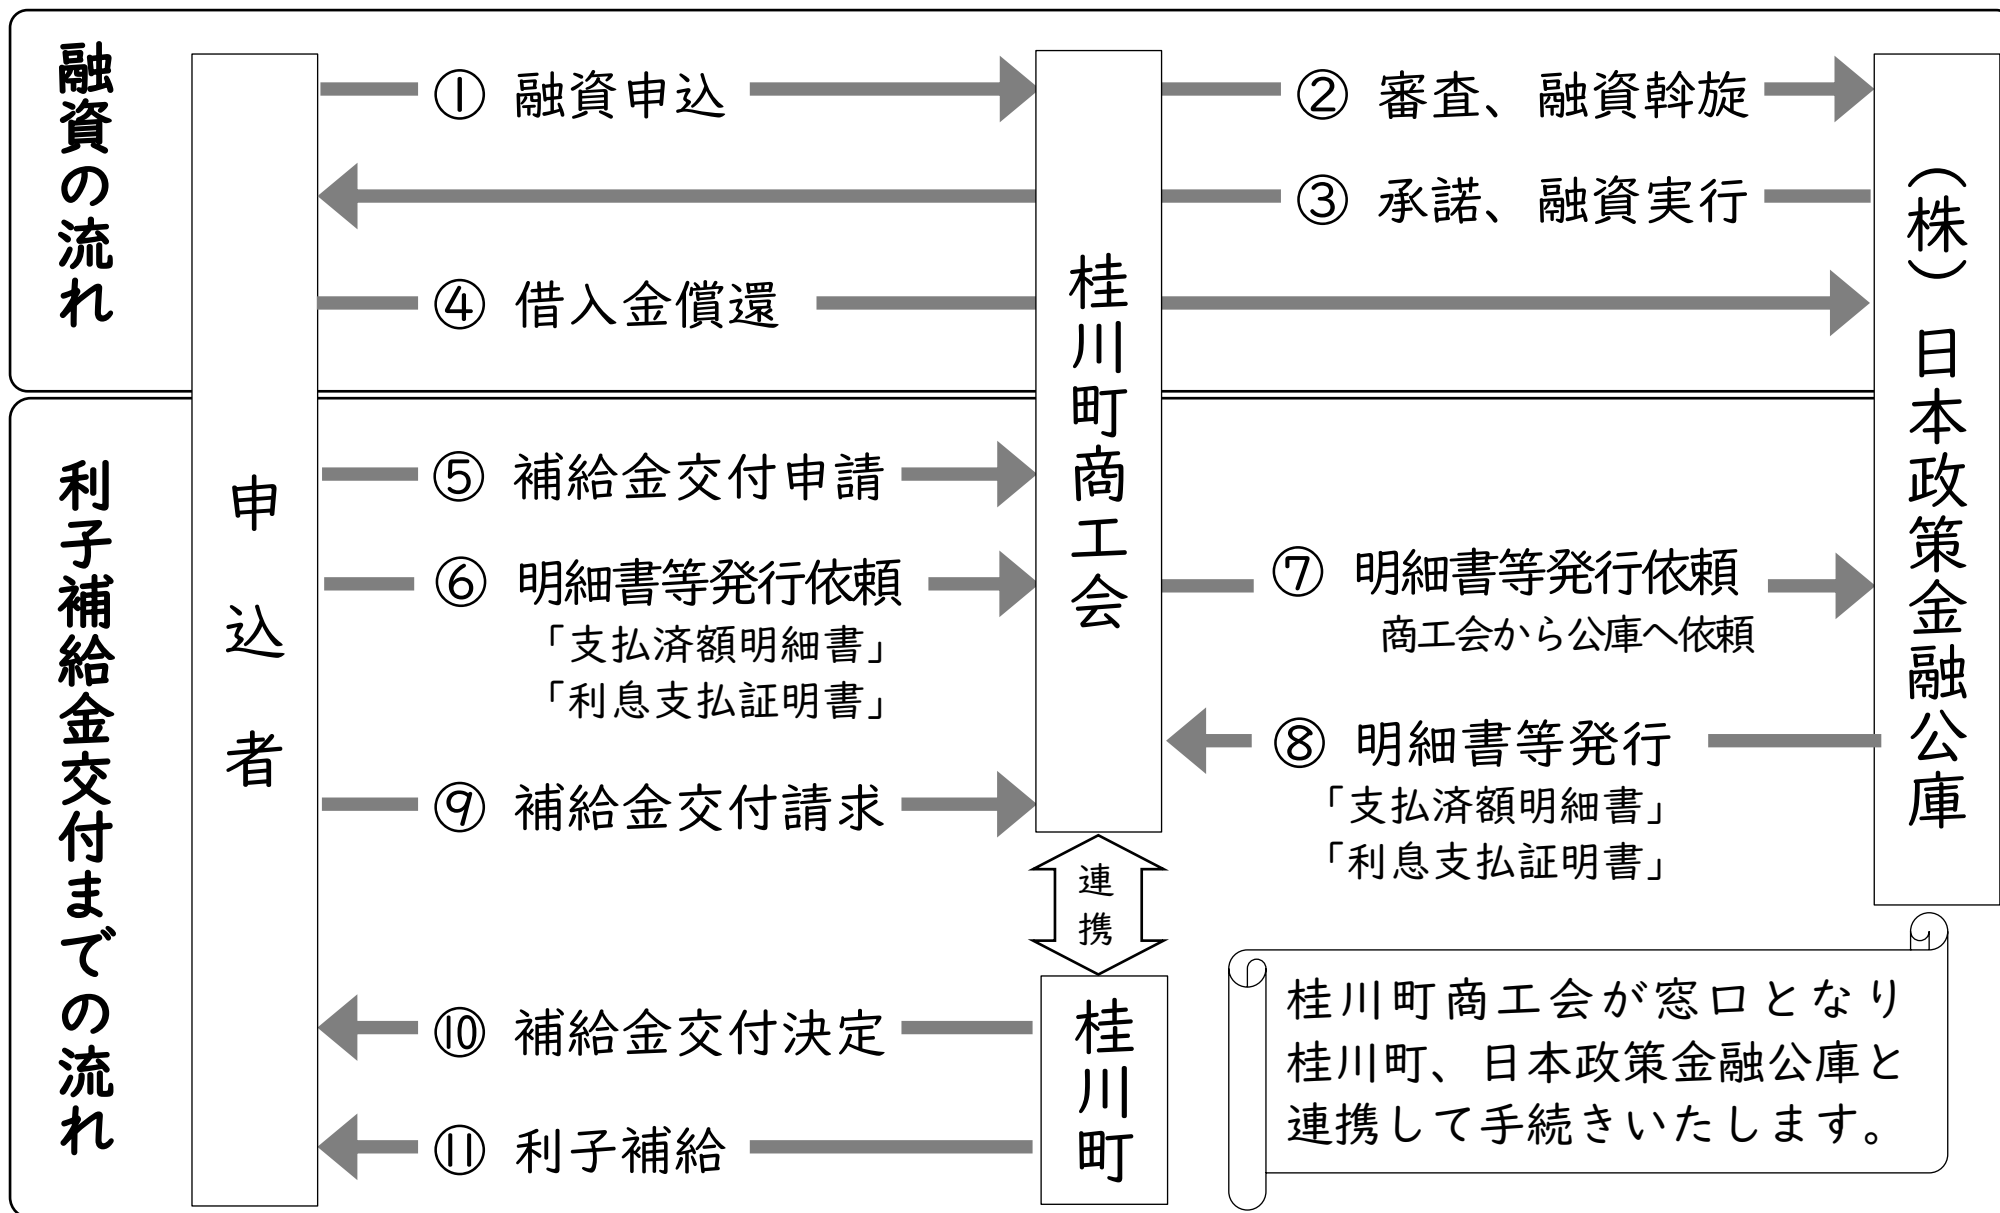 融資の流れ
① 融資申込
② 審査、融資斡旋
③ 承諾、融資実行
④ 借入金償還
利子補給金交付までの流れ
申込者
桂川町商工会
(株)日本政策金融公庫
⑤ 補給金交付申請
⑥ 明細書等発行依頼
「支払済額明細書」
「利息支払証明書」
⑦ 明細書等発行依頼
商工会から公庫へ依頼
⑧ 明細書等発行
「支払済額明細書」
「利息支払証明書」
⑨ 補給金交付請求
連携
桂川町
⑩ 補給金交付決定
⑪ 利子補給
桂川町商工会が窓口となり
桂川町、日本政策金融公庫と
連携して手続きいたします。